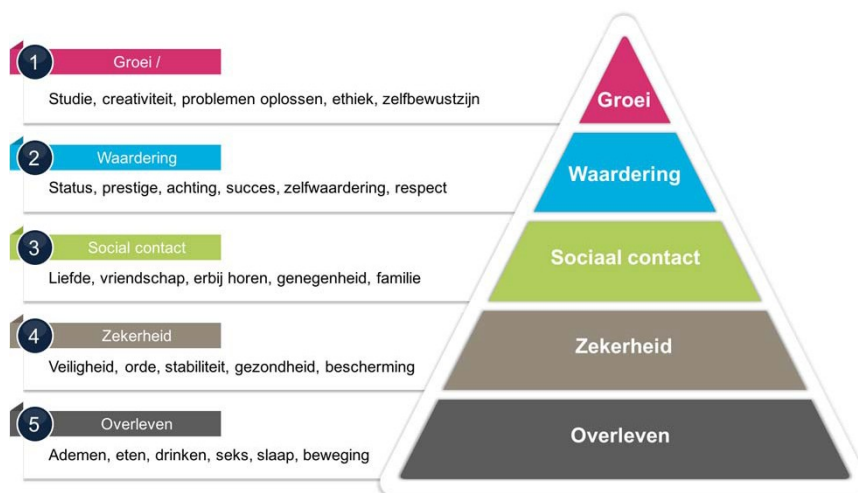 1
Groei /
Studie, creativiteit, problemen oplossen, ethiek, zelfbewustzijn
Groei
2
Waardering
Status, prestige, achting, succes, zelfwaardering, respect
Waardering
3
Social contact
Liefde, vriendschap, erbij horen, genegenheid, familie
Sociaal contact
4
Zekerheid
Veiligheid, orde, stabiliteit, gezondheid, bescherming
Zekerheid
5
Overleven
Ademen, eten, drinken, seks, slaap, beweging
Overleven